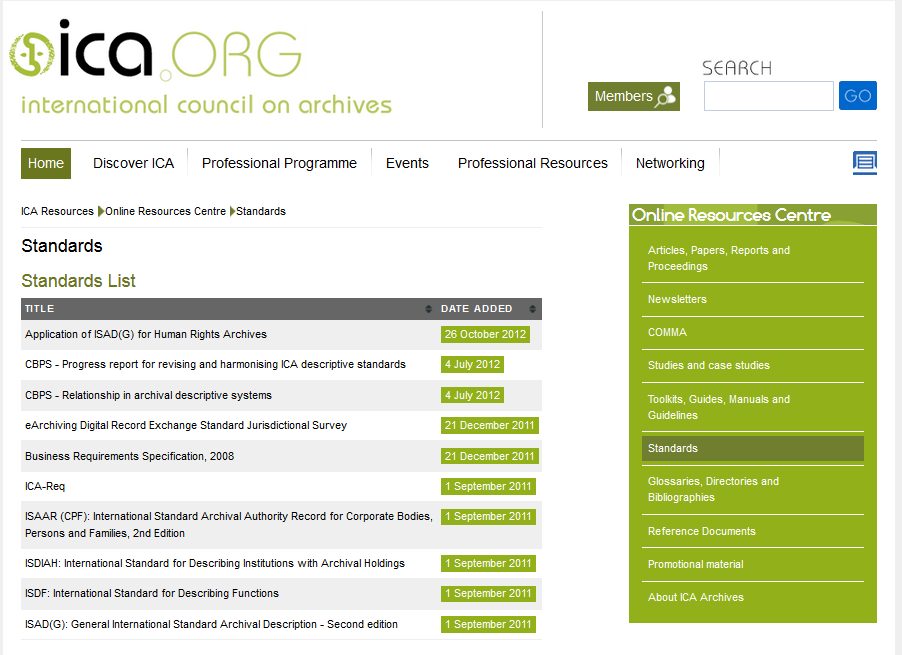 ica.ORG
international council on archives
Members
SEARCH
GO
Home Discover ICA Professional Programme Events Professional Resources Networking
ICA Resources Online Resources Centre Standards
Standards
Standards List
TITLE DATE ADDED
Application of ISAD(G) for Human Rights Archives 26 October 2012
CBPS - Progress report for revising and harmonising ICA descriptive standards 4 July 2012
CBPS - Relationship in archival descriptive systems 4 July 2012
eArchiving Digital Record Exchange Standard Jurisdictional Survey 21 December 2011
Business Requirements Specification, 2008 21 December 2011
ICA-Req 1 September 2011
ISAAR (CPF): International Standard Archival Authority Record for Corporate Bodies, 1 September 2011
Persons and Families, 2nd Edition
ISDIAH: International Standard for Describing Institutions with Archival Holdings 1 September 2011
ISDF: International Standard for Describing Functions 1 September 2011
ISAD(G): General International Standard Archival Description - Second edition 1 September 2011
Online Resources Centre
Articles, Papers, Reports and
Proceedings
Newsletters
COMMA
Studies and case studies
Toolkits, Guides, Manuals and
Guidelines
Standards
Glossaries, Directories and
Bibliographies
Reference Documents
Promotional material
About ICA Archives